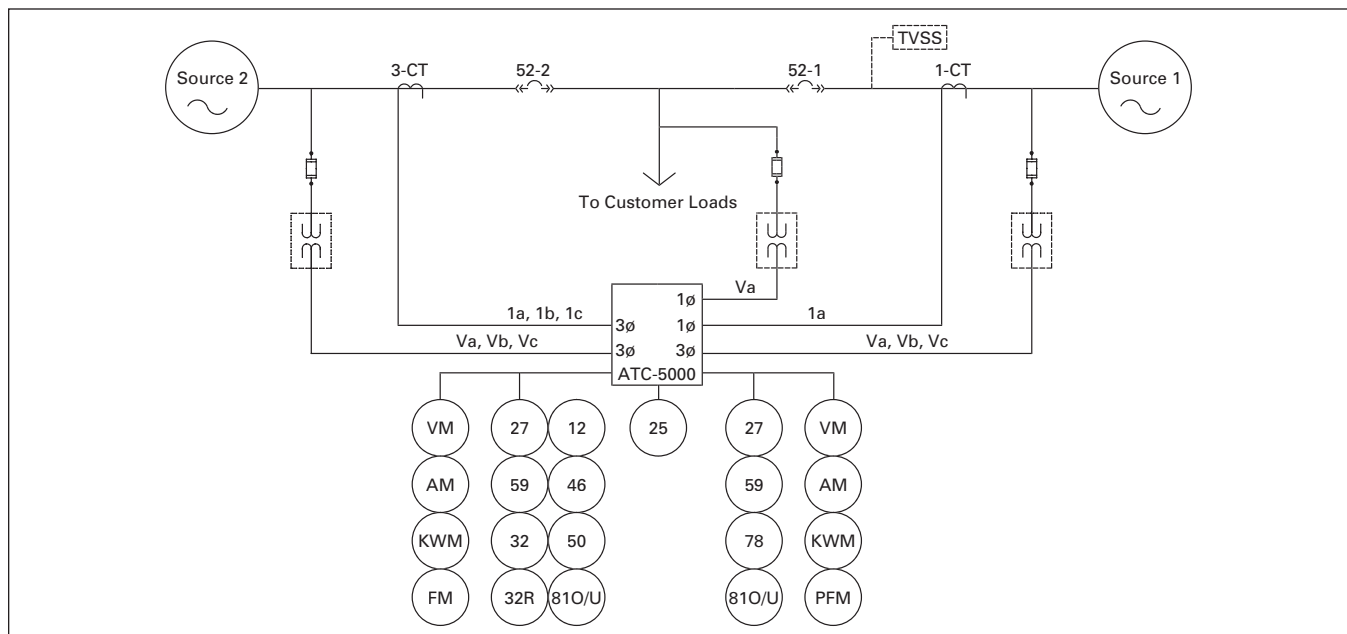 TVSS
Source 2
3-CT
52-2
52-1
1-CT
Source 1
To Customer Loads
Va
1ø
1a, 1b, 1c
3ø
1ø
1a
Va, Vb, Vc
3ø
3ø
Va, Vb, Vc
ATC-5000
VM
27
12
25
27
VM
AM
59
46
59
AM
KWM
32
50
78
KWM
FM
32R
81O/U
81O/U
PFM